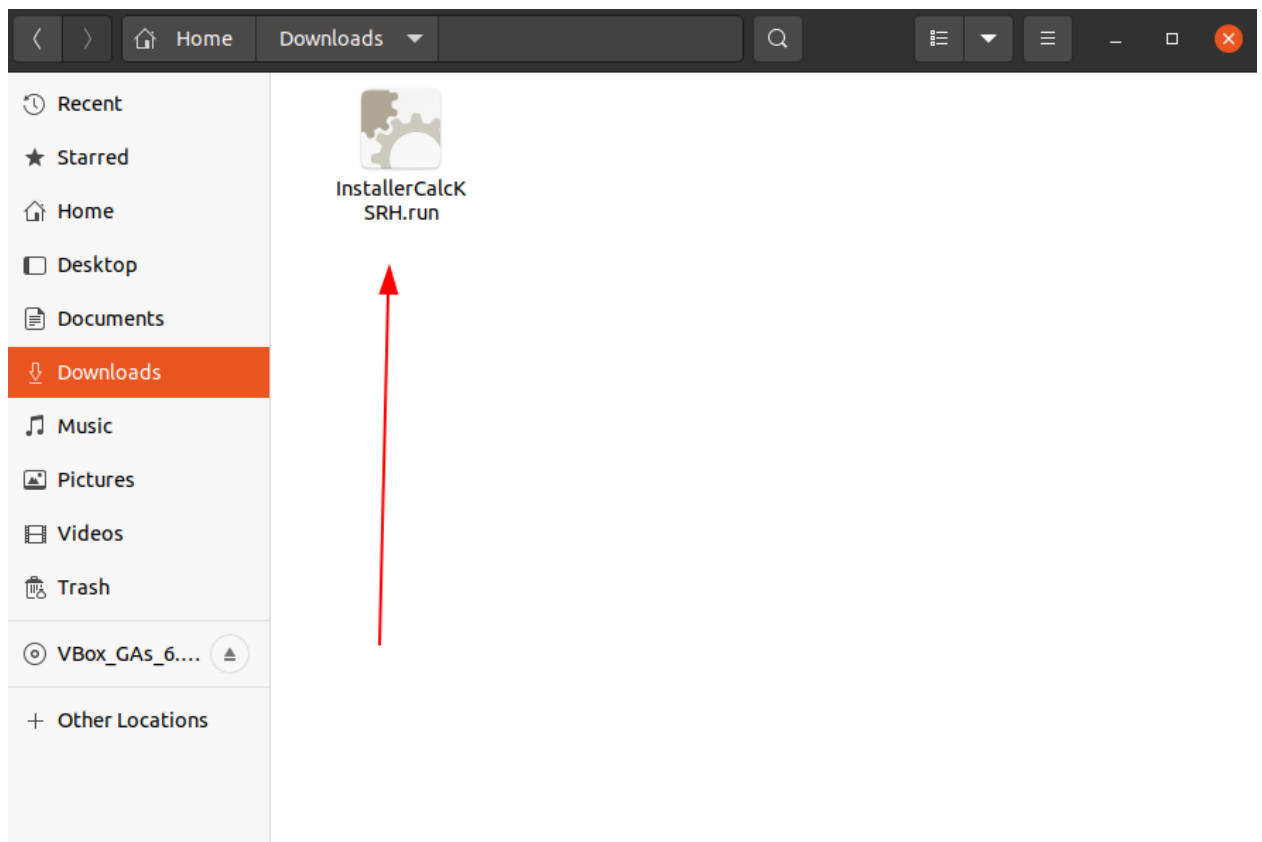 Home Downloads
Recent
Starred
Home
Desktop
Documents
Downloads
Music
Pictures
Videos
Trash
VBox_GAs_6....
Other Locations
InstallerCalcK
SRH.run